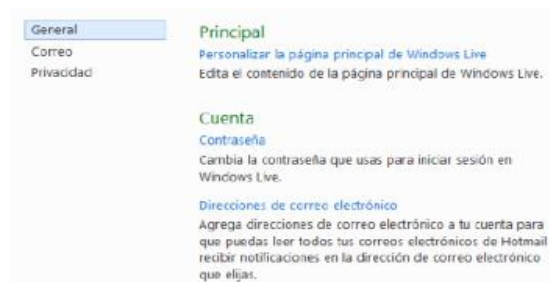 General
Correo
Privacidad
Principal
Personalizar la página principal de Windows Live
Edita el contenido de la página principal de Windows Live.
Cuenta
Contraseña
Cambia la contraseña que usas para iniciar sesión en
Windows Live.
Direcciones de correo electrónico
Agrega direcciones de correo electrónico a tu cuenta para
que puedas leer todos tus correos electrónicos de Hotmail
recibir notificaciones en la dirección de correo electrónico
que elijas.